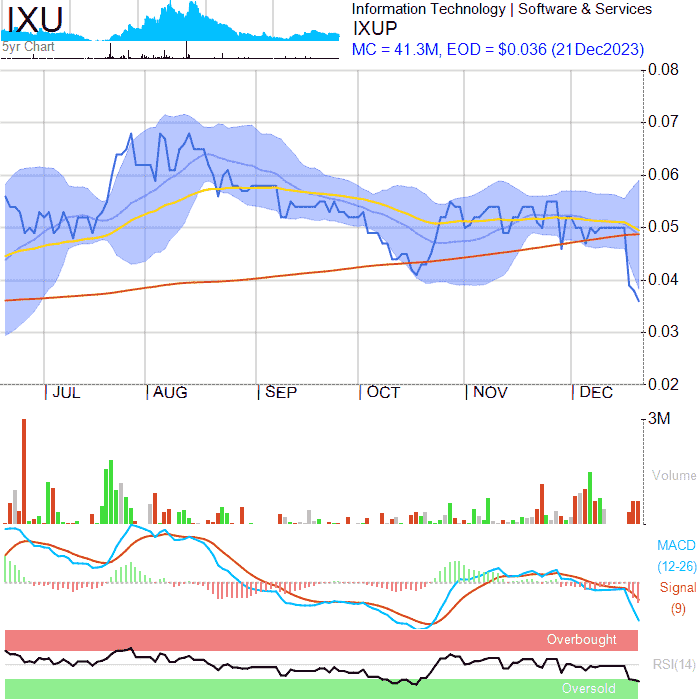 IXU
5yr Chart
Information Technology | Software & Services
IXUP
MC = 41.3M, EOD = $0.036 (21Dec2023)
0.08
0.07
0.06
0.05
0.04
0.03
0.02
JUL AUG SEP OCT NOV DEC
3M
Volume
MACD
(12-26)
Signal
(9)
Overbought
RSI(14)
Oversold